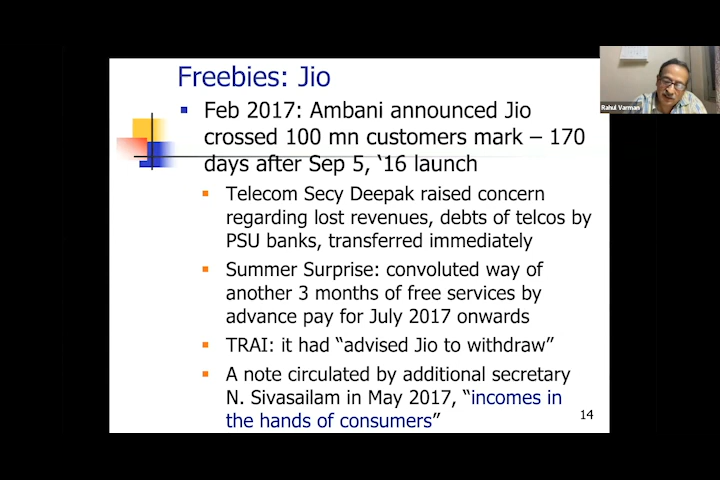 Freebies: Jio
Feb 2017: Ambani announced Jio
crossed 100 mn customers mark – 170
days after Sep 5, ‘16 launch
Telecom Secy Deepak raised concern
regarding lost revenues, debts of telcos by
PSU banks, transferred immediately
Summer Surprise: convoluted way of
another 3 months of free services by
advance pay for July 2017 onwards
TRAI: it had “advised Jio to withdraw”
A note circulated by additional secretary
N. Sivasailam in May 2017, “incomes in
the hands of consumers”
14
Rahul Varman